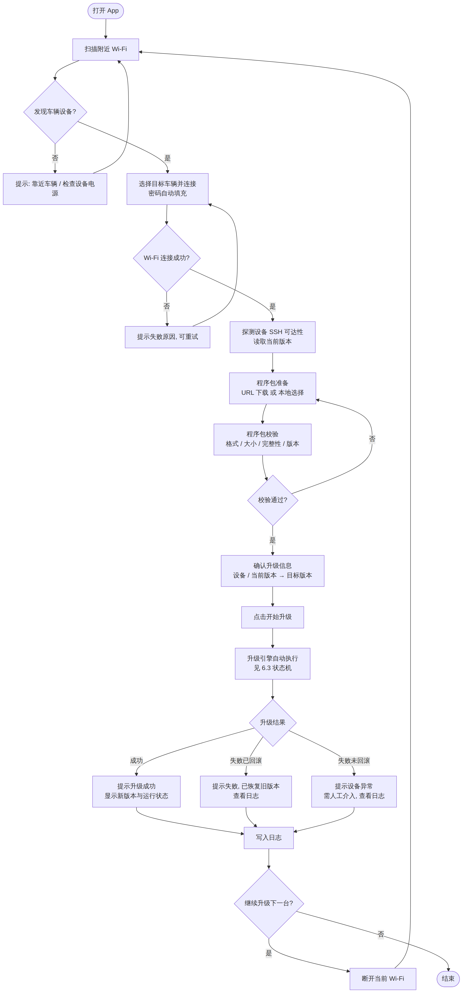 打开 App
扫描附近 Wi-Fi
发现车辆设备?
否
是
提示: 靠近车辆 / 检查设备电
源
选择目标车辆并连接
密码自动填充
Wi-Fi 连接成功?
否
是
提示失败原因, 可重试
探测设备 SSH 可达性
读取当前版本
程序包准备
URL 下载 或 本地选择
程序包校验
格式 / 大小 / 完整性 / 版本
否
校验通过?
是
确认升级信息
设备 / 当前版本 → 目标版本
点击开始升级
升级引擎自动执行
见 6.3 状态机
升级结果
成功
失败已回滚
失败未回滚
提示升级成功
显示新版本与运行状态
提示失败, 已恢复旧版本
查看日志
提示设备异常
需人工介入, 查看日志
写入日志
继续升级下一台?
否
是
断开当前 Wi-Fi
结束